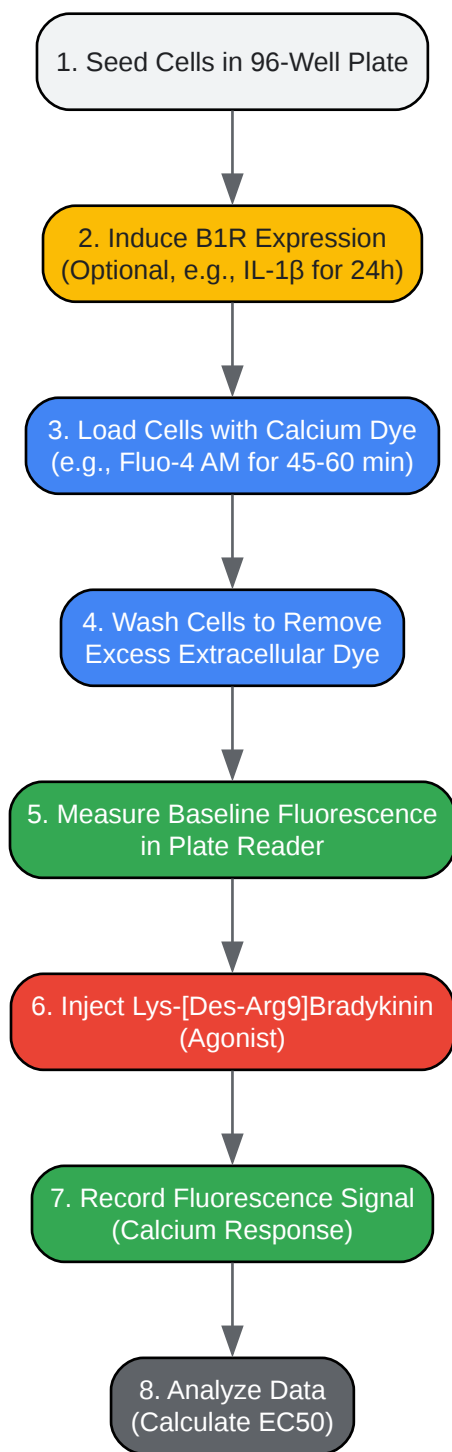 1. Seed Cells in 96-Well Plate
2. Induce B1R Expression
(Optional, e.g., IL-1β for 24h)
3. Load Cells with Calcium Dye
(e.g., Fluo-4 AM for 45-60 min)
4. Wash Cells to Remove
Excess Extracellular Dye
5. Measure Baseline Fluorescence
in Plate Reader
6. Inject Lys-[Des-Arg9]Bradykinin
(Agonist)
7. Record Fluorescence Signal
(Calcium Response)
8. Analyze Data
(Calculate EC50)